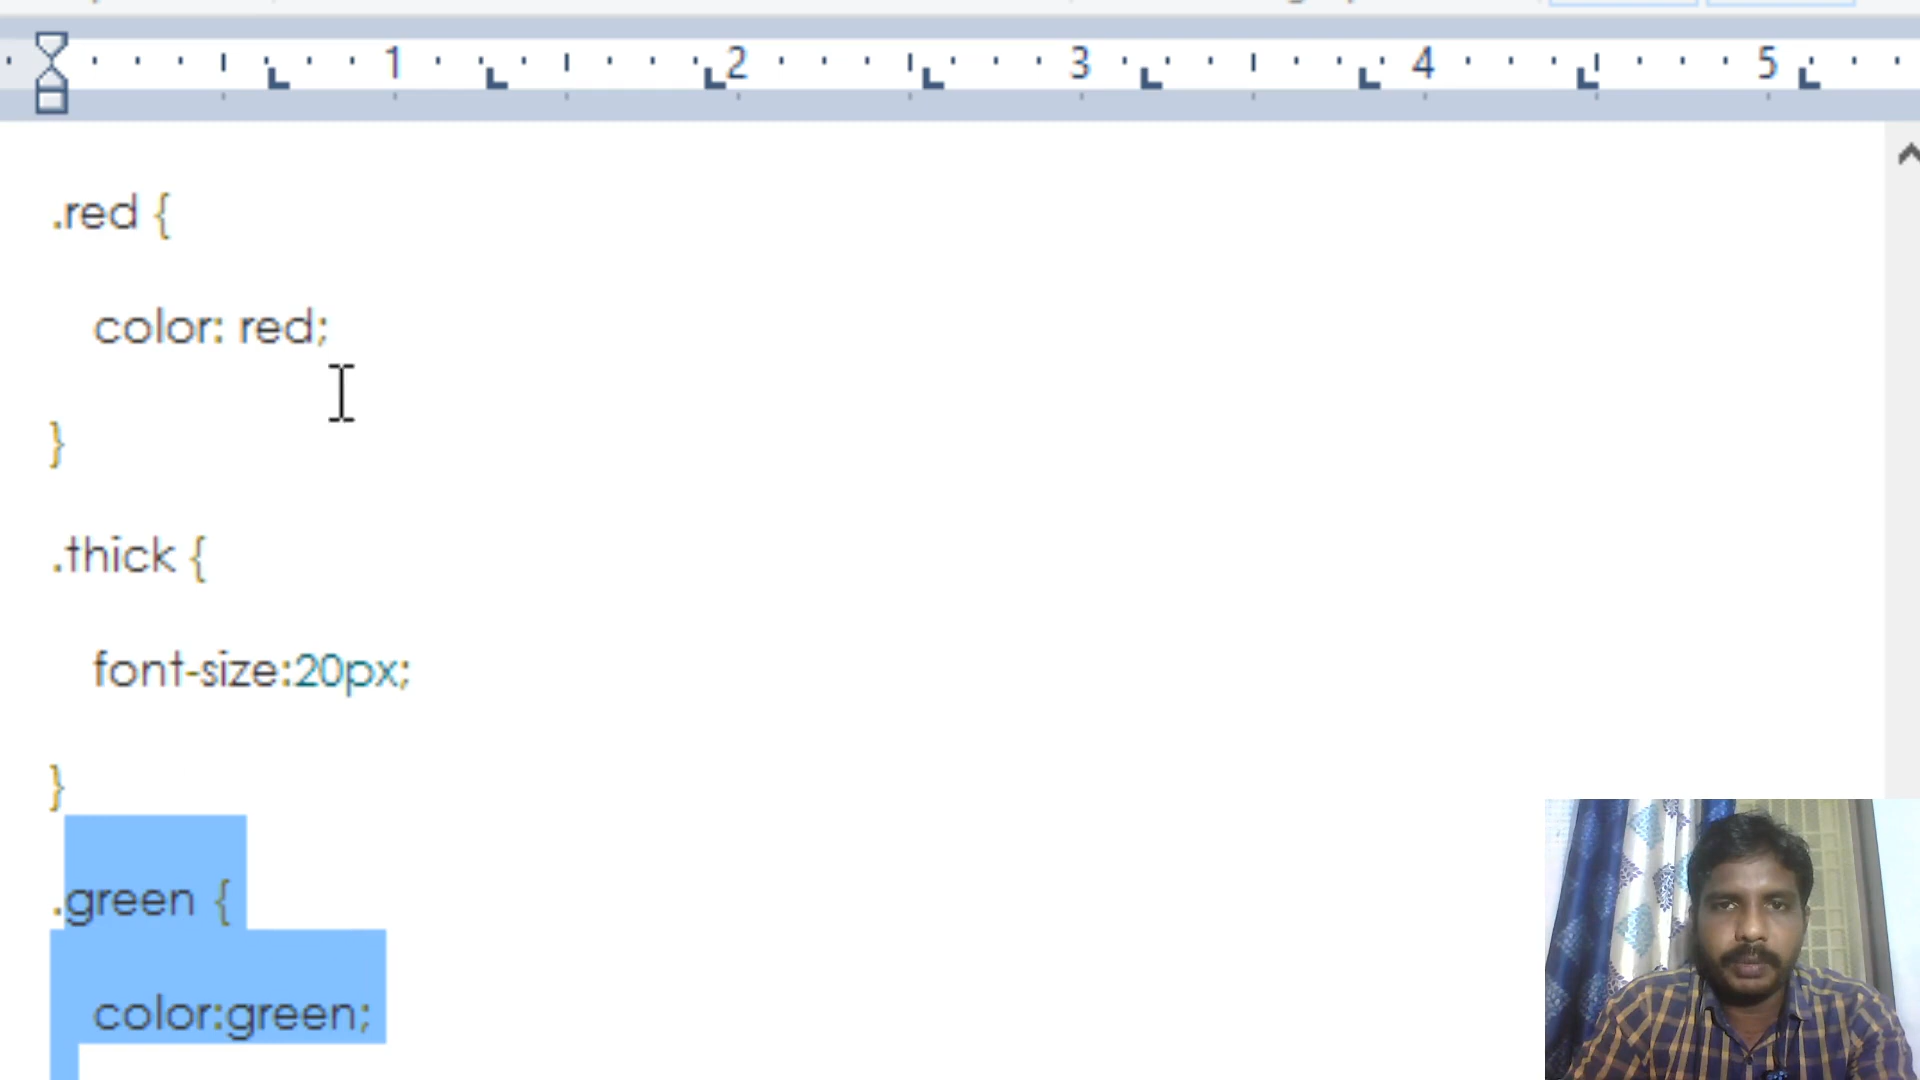 1 2 3 4 5
.red {
color: red;
}
.thick {
font-size:20px;
}
.green {
color:green;